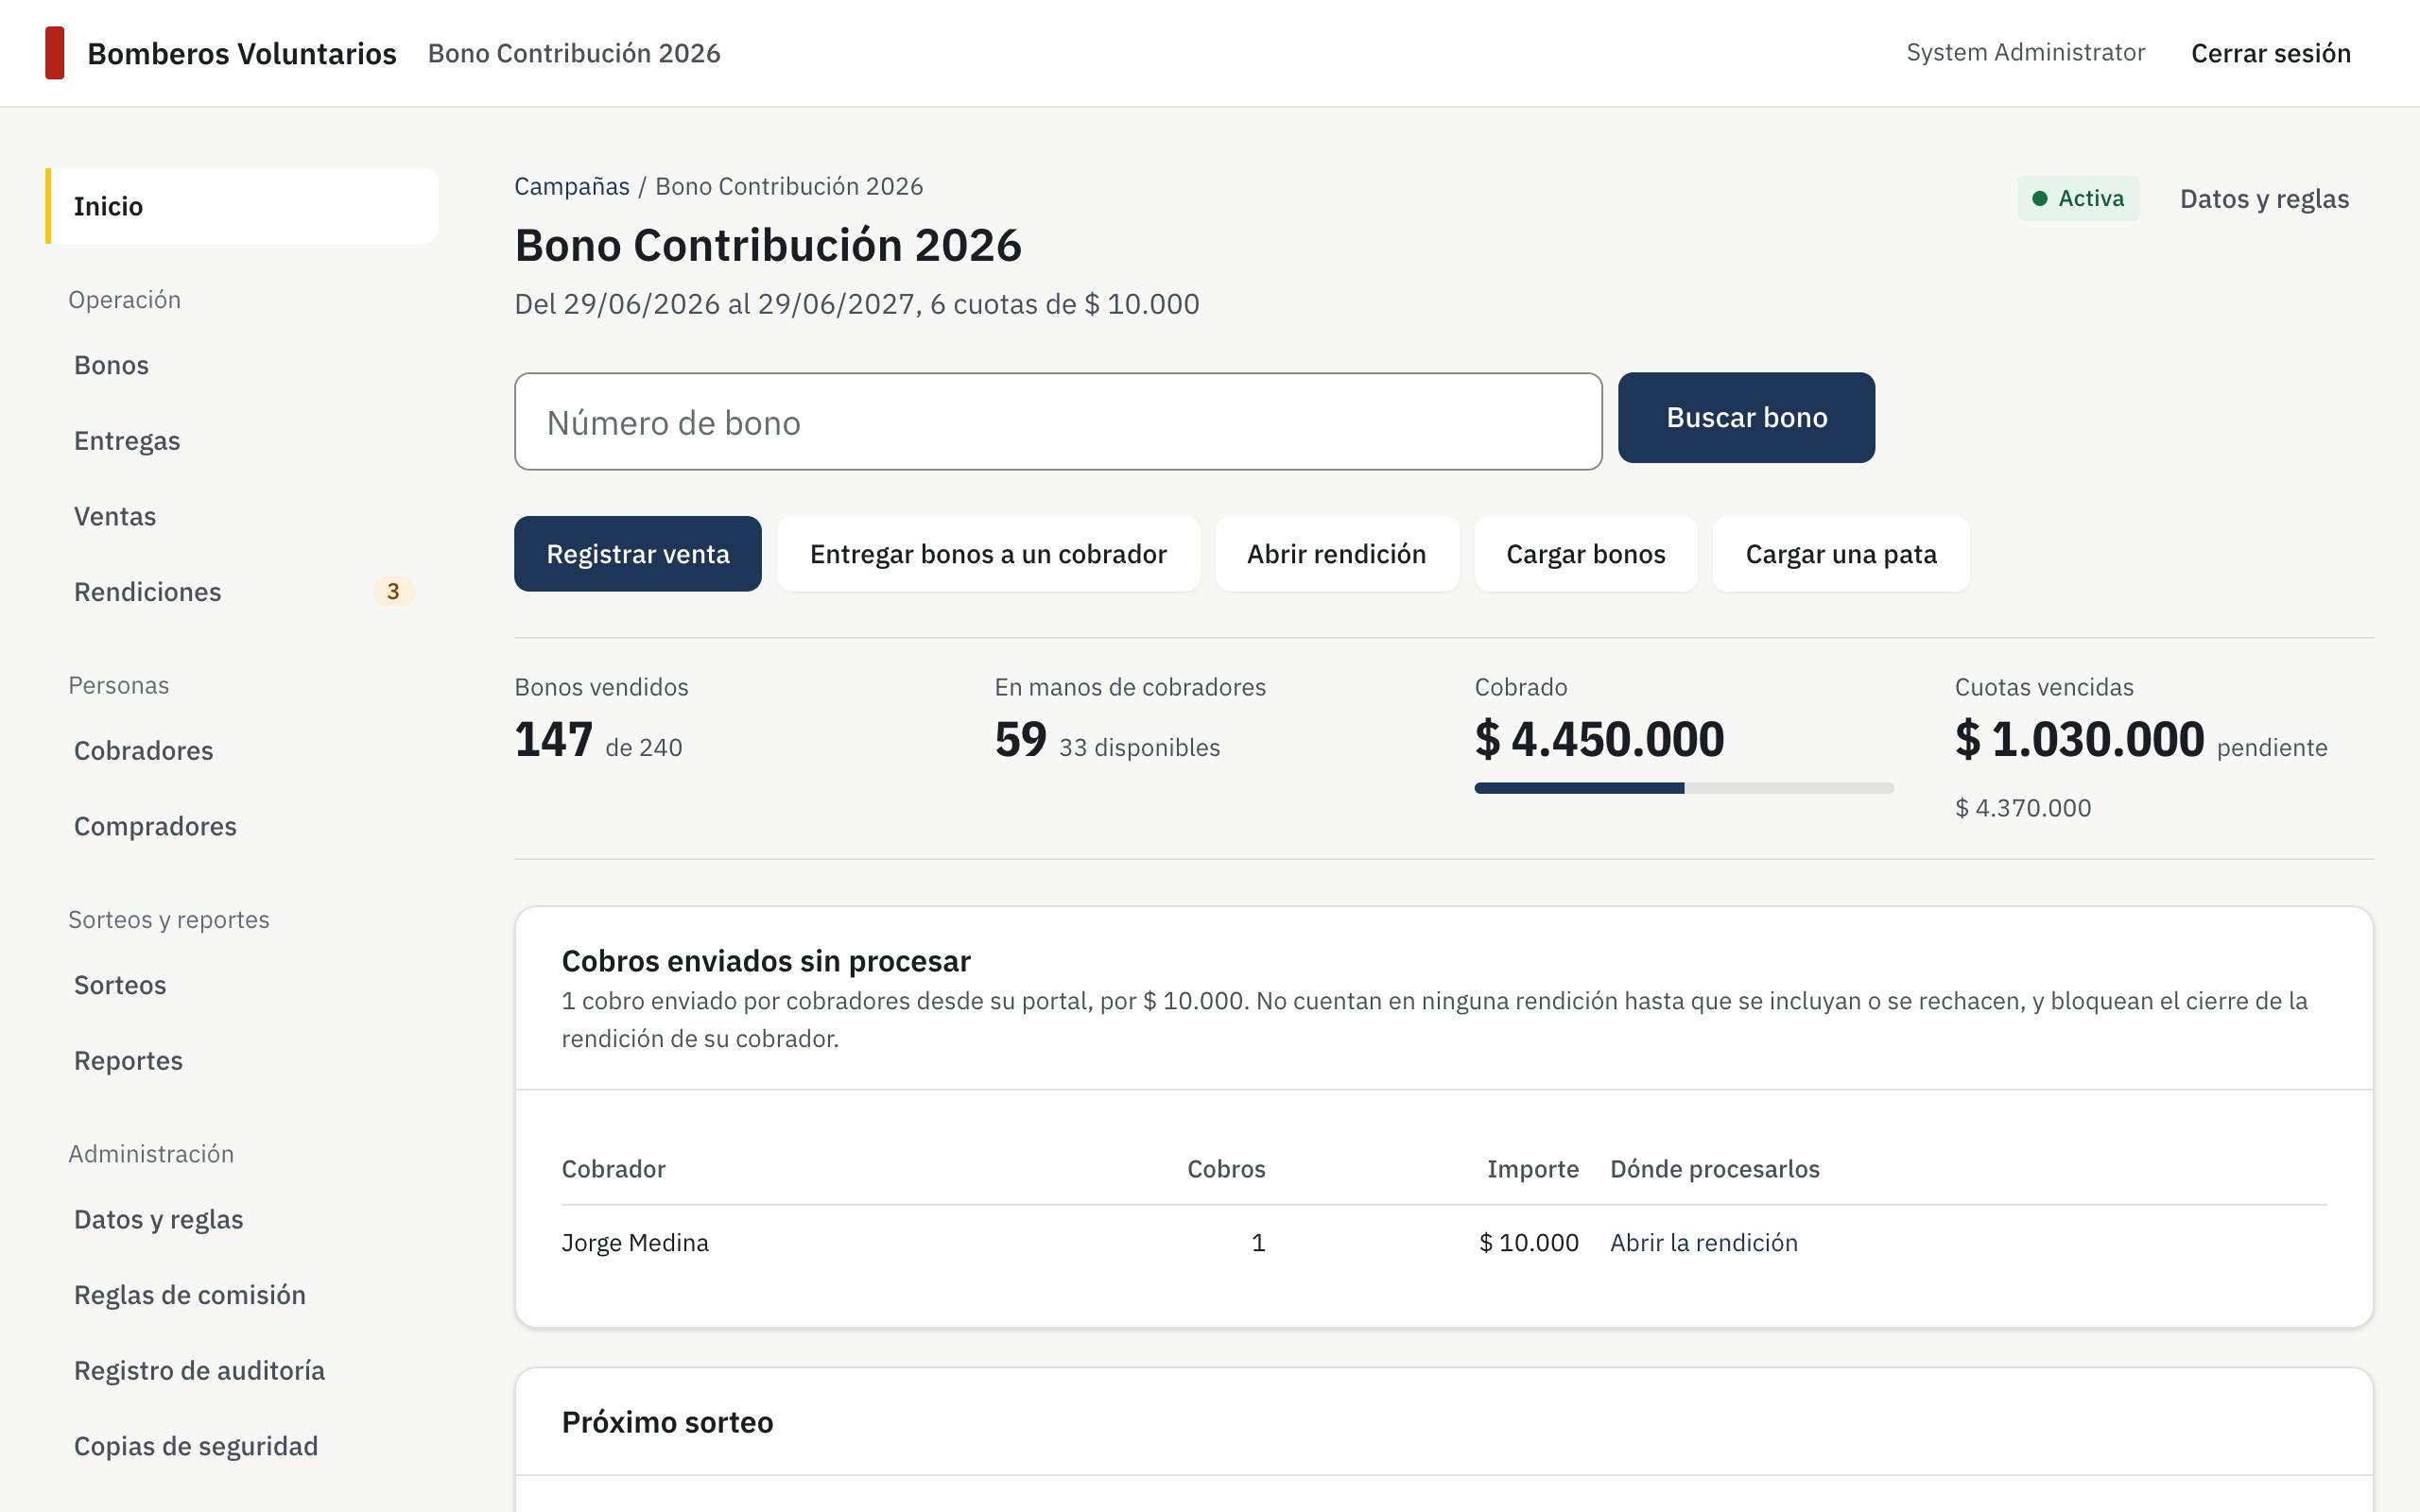 Bomberos Voluntarios Bono Contribución 2026 System Administrator Cerrar sesión
Inicio
Operación
Bonos
Entregas
Ventas
Rendiciones 3
Personas
Cobradores
Compradores
Sorteos y reportes
Sorteos
Reportes
Administración
Datos y reglas
Reglas de comisión
Registro de auditoría
Copias de seguridad
Campañas / Bono Contribución 2026
Bono Contribución 2026
Del 29/06/2026 al 29/06/2027, 6 cuotas de $ 10.000
Activa Datos y reglas
Número de bono Buscar bono
Registrar venta Entregar bonos a un cobrador Abrir rendición Cargar bonos Cargar una pata
Bonos vendidos
147 de 240
En manos de cobradores
59 33 disponibles
Cobrado
$ 4.450.000
Cuotas vencidas
$ 1.030.000 pendiente
$ 4.370.000
Cobros enviados sin procesar
1 cobro enviado por cobradores desde su portal, por $ 10.000. No cuentan en ninguna rendición hasta que se incluyan o se rechacen, y bloquean el cierre de la
rendición de su cobrador.
Cobrador Cobros Importe Dónde procesarlos
Jorge Medina 1 $ 10.000 Abrir la rendición
Próximo sorteo